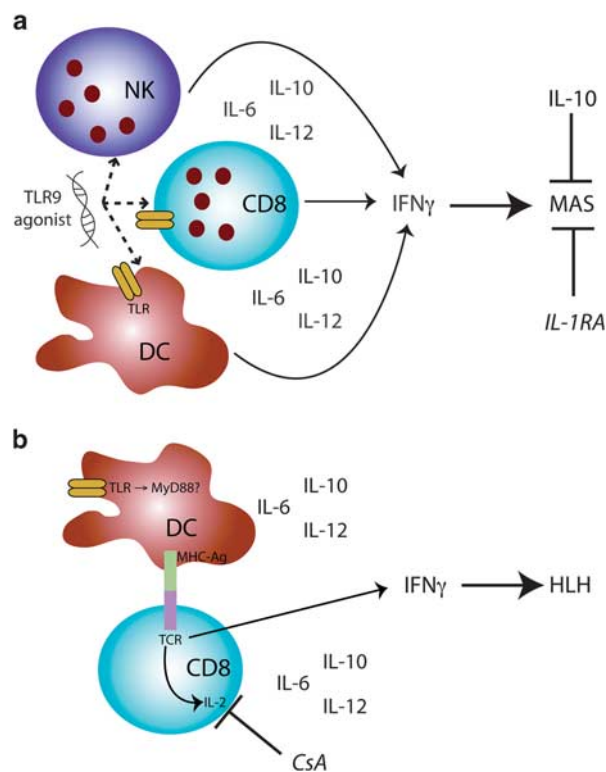 a
NK
IL-10
IL-6
IL-12
IL-10
TLR9
agonist
CD8
IFNγ
MAS
TLR
DC
IL-10
IL-6
IL-12
IL-1RA
b
TLR → MyD88?
DC
IL-10
IL-6
IL-12
MHC-Ag
IFNγ
HLH
TCR
CD8
IL-2
IL-10
IL-6
IL-12
CsA